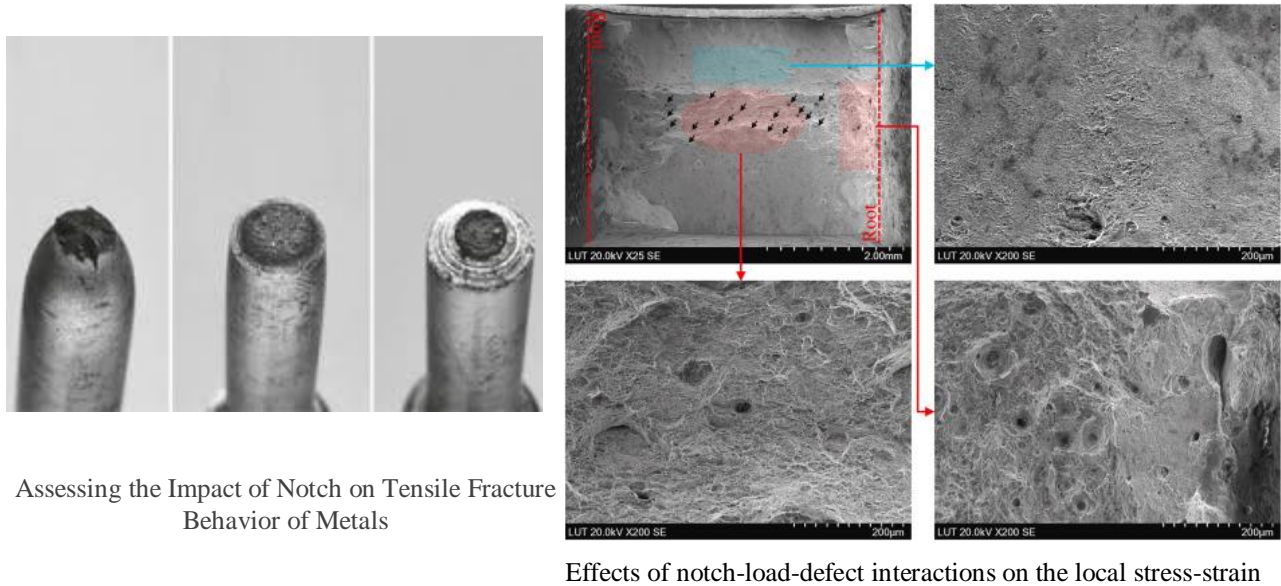 Root
Root
LUT 20.0kV X25 SE 2.00mm
LUT 20.0kV X200 SE 200µm
LUT 20.0kV X200 SE 200µm
LUT 20.0kV X200 SE 200µm
Assessing the Impact of Notch on Tensile Fracture
Behavior of Metals
Effects of notch-load-defect interactions on the local stress-strain